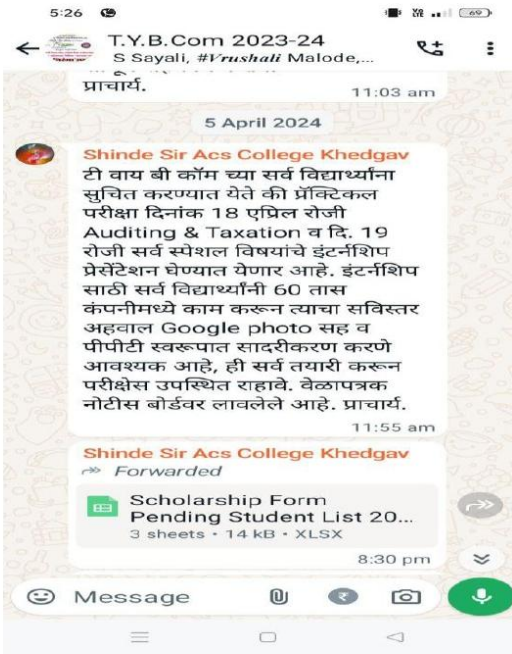 5:26
69
T.Y.B.Com 2023-24
S Sayali, #Vrushali Malode,...
प्राचार्य.
11:03 am
5 April 2024
Shinde Sir Acs College Khedgav
टी वाय बी कॉम च्या सर्व विद्यार्थ्यांना
सुचित करण्यात येते की प्रॅक्टिकल
परीक्षा दिनांक 18 एप्रिल रोजी
Auditing & Taxation व दि. 19
रोजी सर्व स्पेशल विषयांचे इंटर्नशिप
प्रेसेंटेशन घेण्यात येणार आहे. इंटर्नशिप
साठी सर्व विद्यार्थ्यांनी 60 तास
कंपनीमध्ये काम करून त्याचा सविस्तर
अहवाल Google photo सह व
पीपीटी स्वरूपात सादरीकरण करणे
आवश्यक आहे, ही सर्व तयारी करून
परीक्षेस उपस्थित राहावे. वेळापत्रक
नोटीस बोर्डवर लावलेले आहे. प्राचार्य.
11:55 am
Shinde Sir Acs College Khedgav
Forwarded
Scholarship Form
Pending Student List 20...
3 sheets • 14 kB • XLSX
8:30 pm
Message